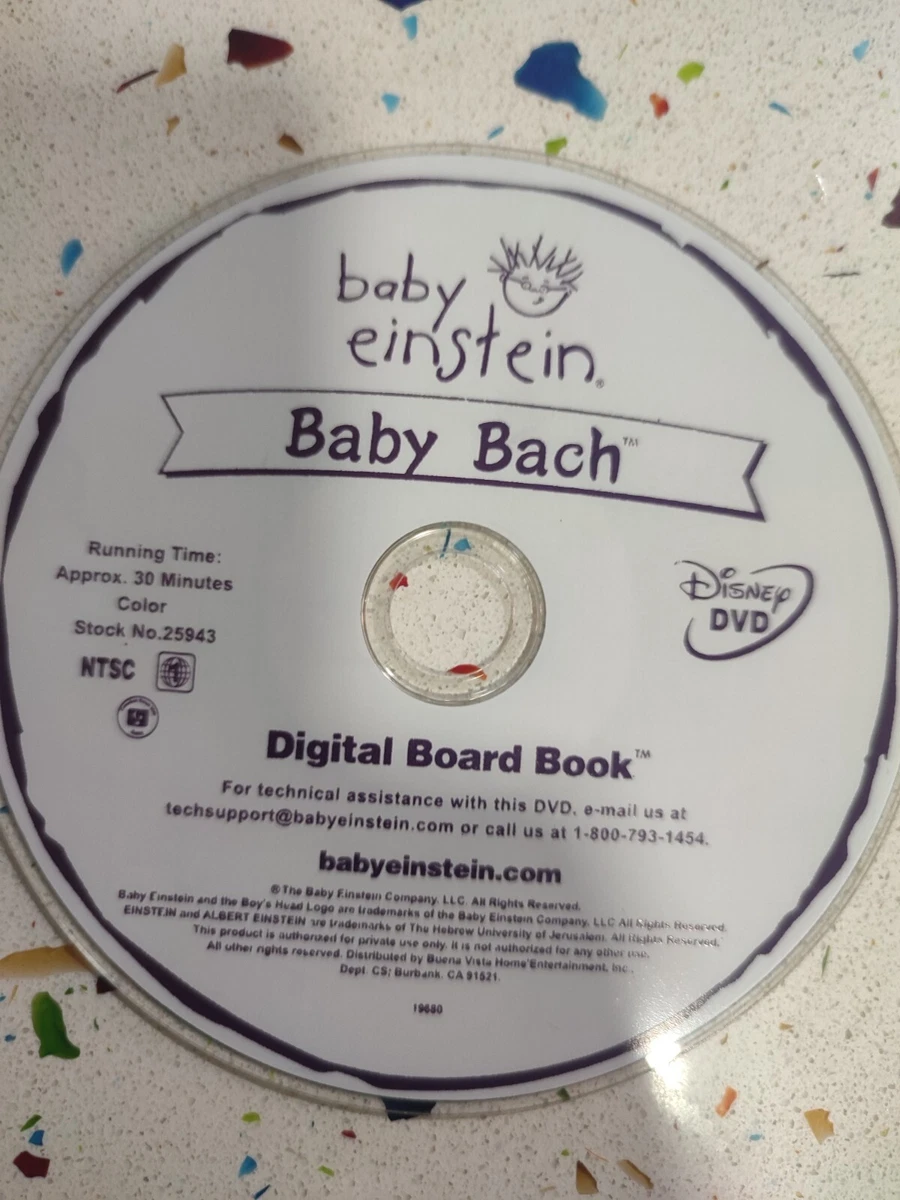 baby
einstein®
Baby Bach™
Running Time:
Approx. 30 Minutes
Color
Stock No.25943
NTSC
1
DISNEY
DVD
Digital Board Book™
For technical assistance with this DVD, e-mail us at
techsupport@babyeinstein.com or call us at 1-800-793-1454.
babyeinstein.com
® The Baby Einstein Company, LLC. All Rights Reserved.
Baby Einstein and the Boy's Head Logo are trademarks of the Baby Einstein Company, LLC All Rights Reserved.
EINSTEIN and ALBERT EINSTEIN are trademarks of The Hebrew University of Jerusalem. All Rights Reserved.
This product is authorized for private use only. It is not authorized for any other use.
All other rights reserved. Distributed by Buena Vista Home Entertainment, Inc.,
Dept. CS; Burbank, CA 91521.
19680